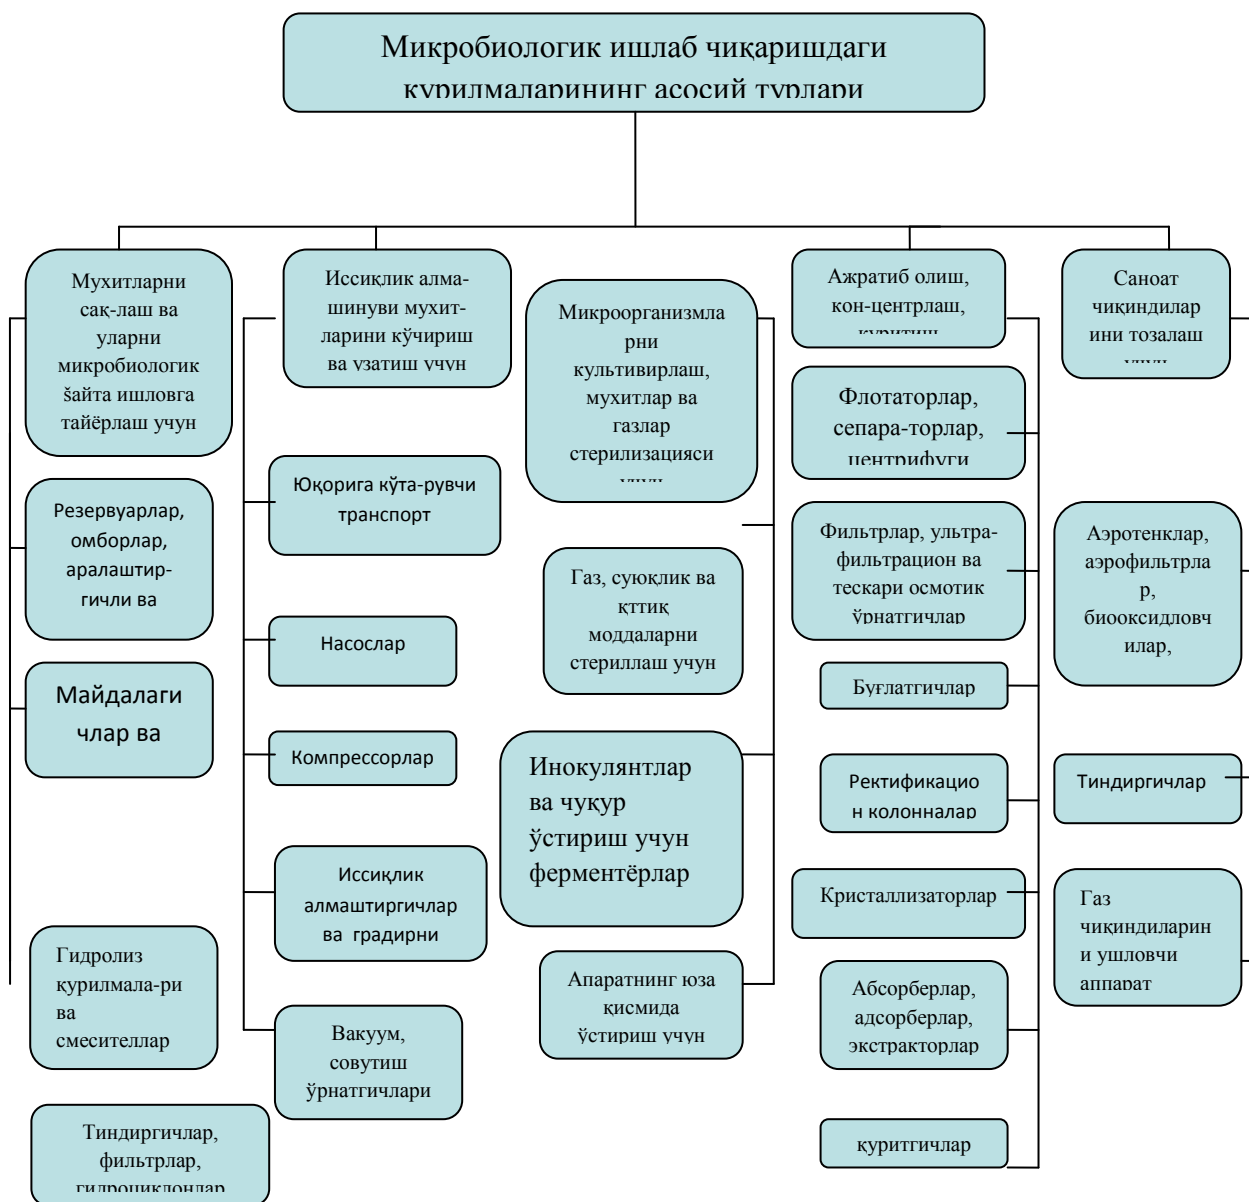 Микробиологик ишлаб чиқаришдаги
қурилмаларининг асосий турлари
Мухитларни
сақ-лаш ва
уларни
микробиологик
šайта ишловга
тайёрлаш учун
Резервуарлар,
омборлар,
аралаштир-
гичли ва
Майдалаги
члар ва
Гидролиз
қурилмала-ри
ва
смесителлар
Тиндиргичлар,
фильтрлар,
гидроциклонлар
Иссиқлик алма-
шинуви мухит-
ларини кўчириш
ва узатиш учун
Юқорига кўта-рувчи
транспорт
Насослар
Компрессорлар
Иссиқлик
алмаштиргичлар
ва градирни
Вакуум,
совутиш
ўрнатгичлари
Микроорганизмла
рни
культивирлаш,
мухитлар ва
газлар
стерилизацияси
учун
Газ, суюқлик ва
қттиқ
моддаларни
стериллаш учун
Инокулянтлар
ва чуқур
ўстириш учун
ферментёрлар
Апаратнинг юза
қисмида
ўстириш учун
Ажратиб олиш,
кон-центрлаш,
қуритиш
Флотаторлар,
сепара-торлар,
центрифуги
Фильтрлар, ультра-
фильтрацион ва
тескари осмотик
ўрнатгичлар
Буғлатгичлар
Ректификацио
н колонналар
Кристаллизаторлар
Абсорберлар,
адсорберлар,
экстракторлар
қуритгичлар
Саноат
чиқиндилар
ини тозалаш
учун
Аэротенклар,
аэрофильтрла
р,
биооксидловч
илар,
Тиндиргичлар
Газ
чиқиндиларин
и ушловчи
аппарат